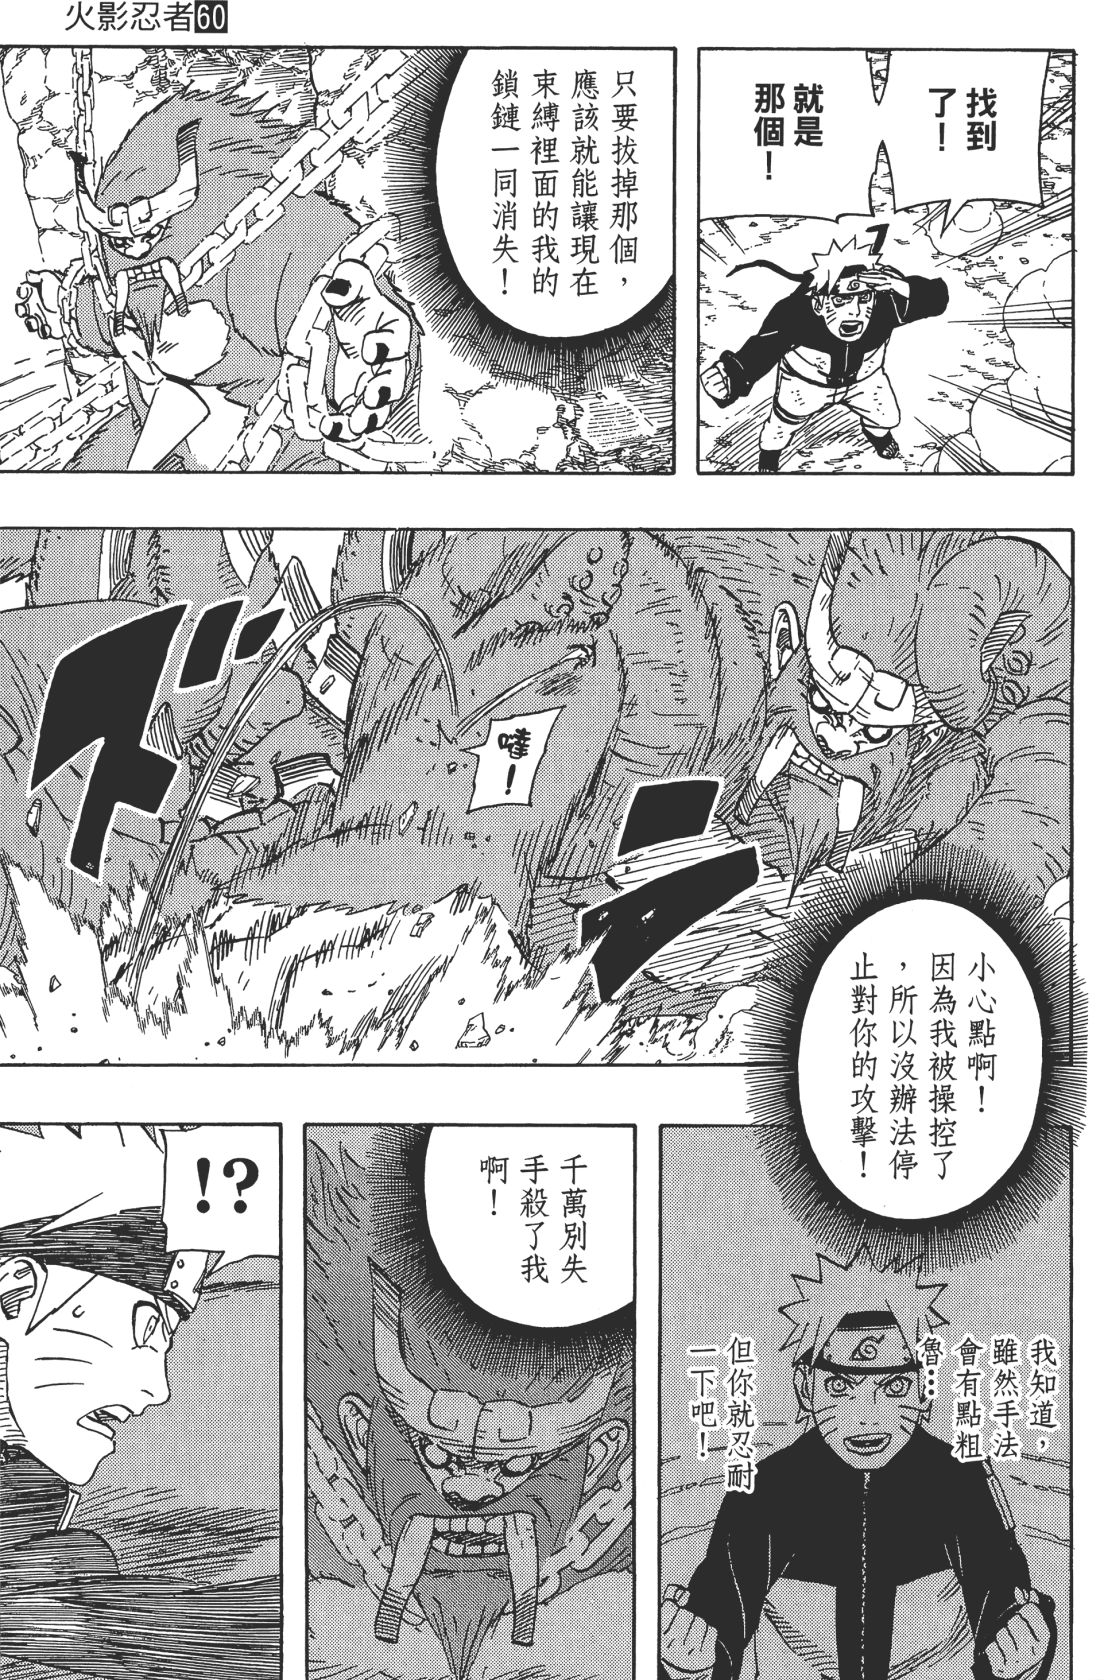 火影忍者60
找到
了！
就是
那個！
只要拔掉那個，
應該就能讓現在
束縛裡面的我的
鎖鏈一同消失！
噠！
小心點啊！
因為我被操控了
，所以沒辦法停
止對你的攻擊！
我知道，
雖然手法
會有點粗
魯…
但你就忍耐
一下吧！
千萬別失
手殺了我
啊！
！？